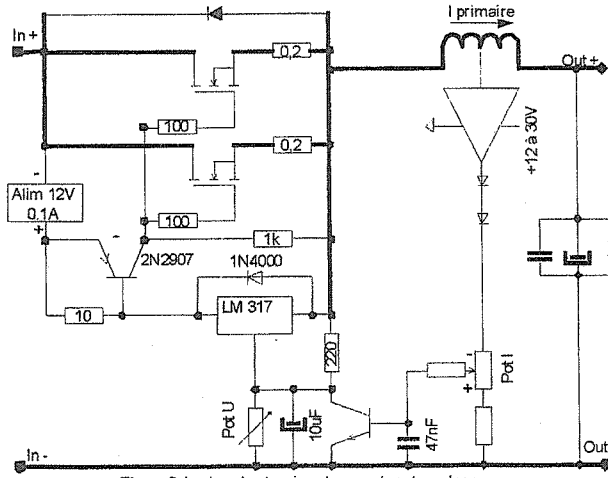 I primaire
In +
0,2
Out +
100
0,2
+12 à 30V
-
Alim 12V
0.1A
100
+
-
1k
2N2907
1N4000
10
LM 317
220
-
+
Pot I
Pot U
10uF
47nF
In -
Out